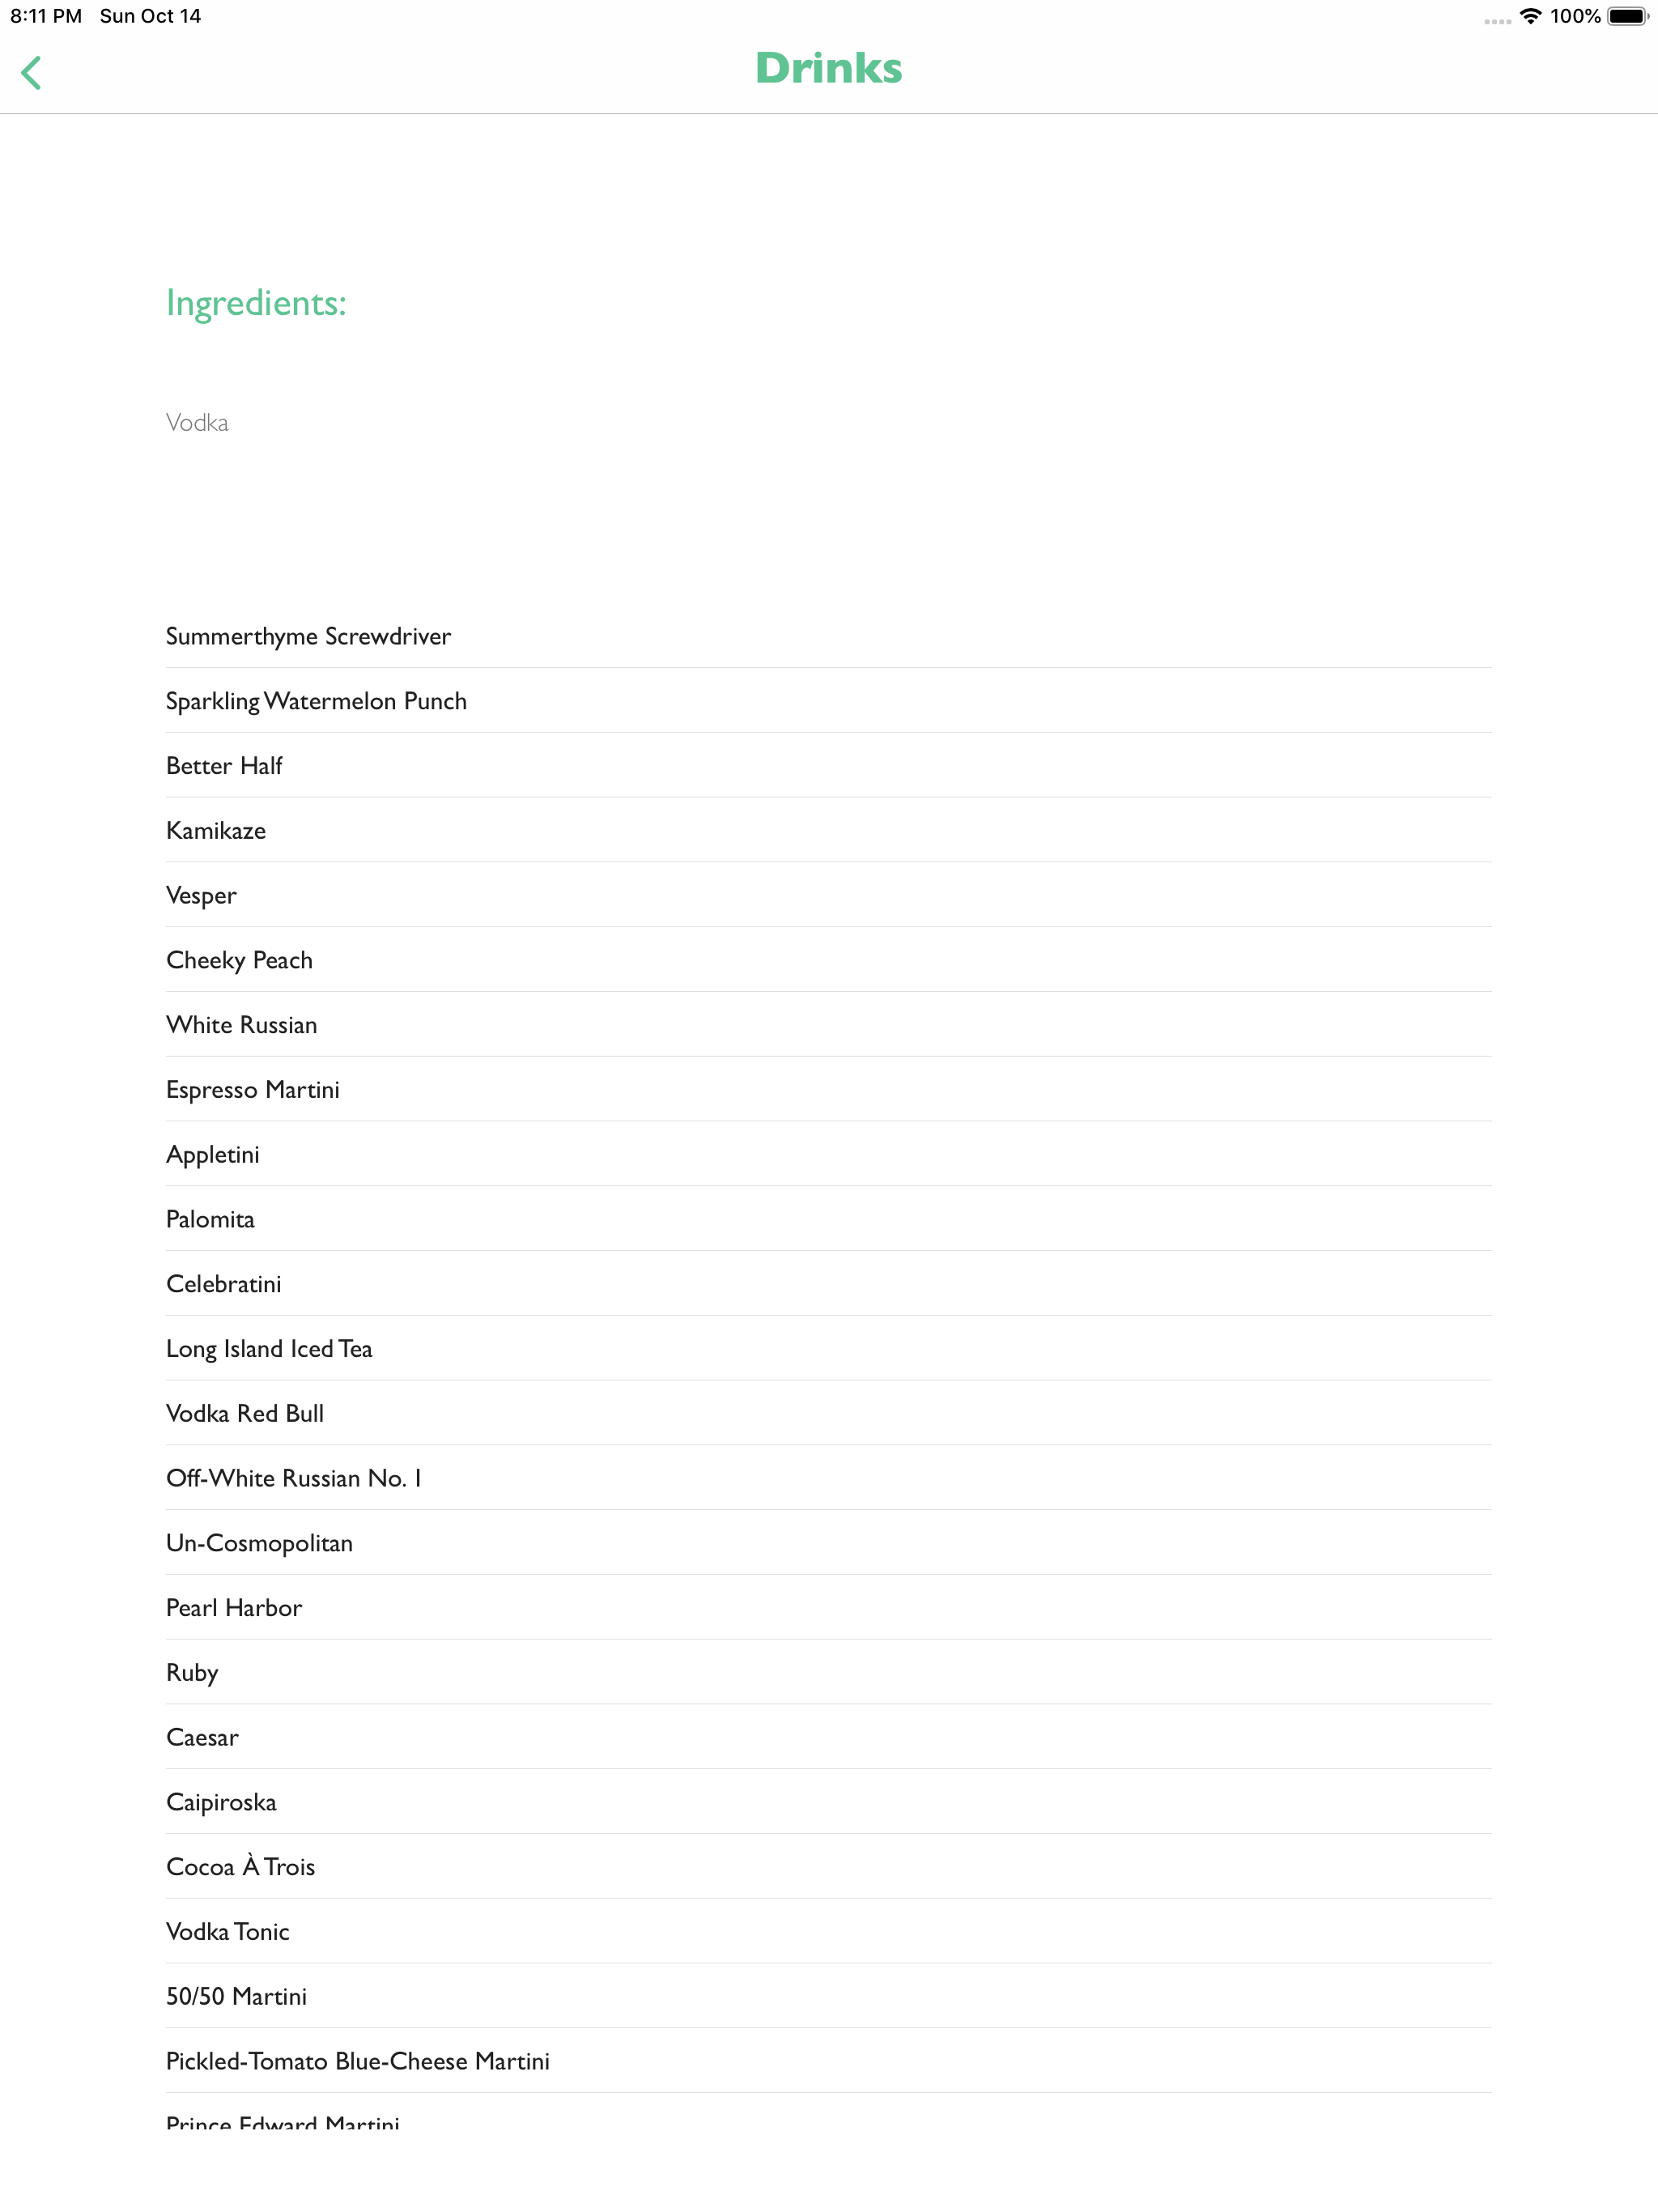 8:11 PM Sun Oct 14 100%
Drinks
Ingredients:
Vodka
Summerthyme Screwdriver
Sparkling Watermelon Punch
Better Half
Kamikaze
Vesper
Cheeky Peach
White Russian
Espresso Martini
Appletini
Palomita
Celebratini
Long Island Iced Tea
Vodka Red Bull
Off-White Russian No. 1
Un-Cosmopolitan
Pearl Harbor
Ruby
Caesar
Caipiroska
Cocoa À Trois
Vodka Tonic
50/50 Martini
Pickled-Tomato Blue-Cheese Martini
Prince Edward Martini